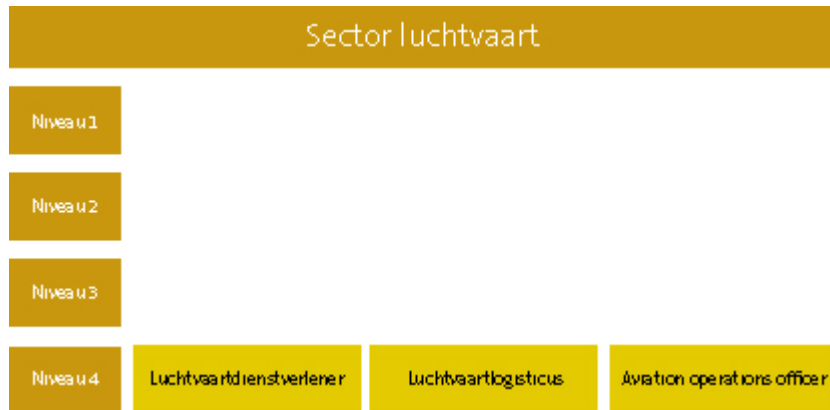 Sector luchtvaart
Niveau 1
Niveau 2
Niveau 3
Niveau 4
Luchtvaartdienstverlener
Luchtvaartlogisticus
Aviation operations officer